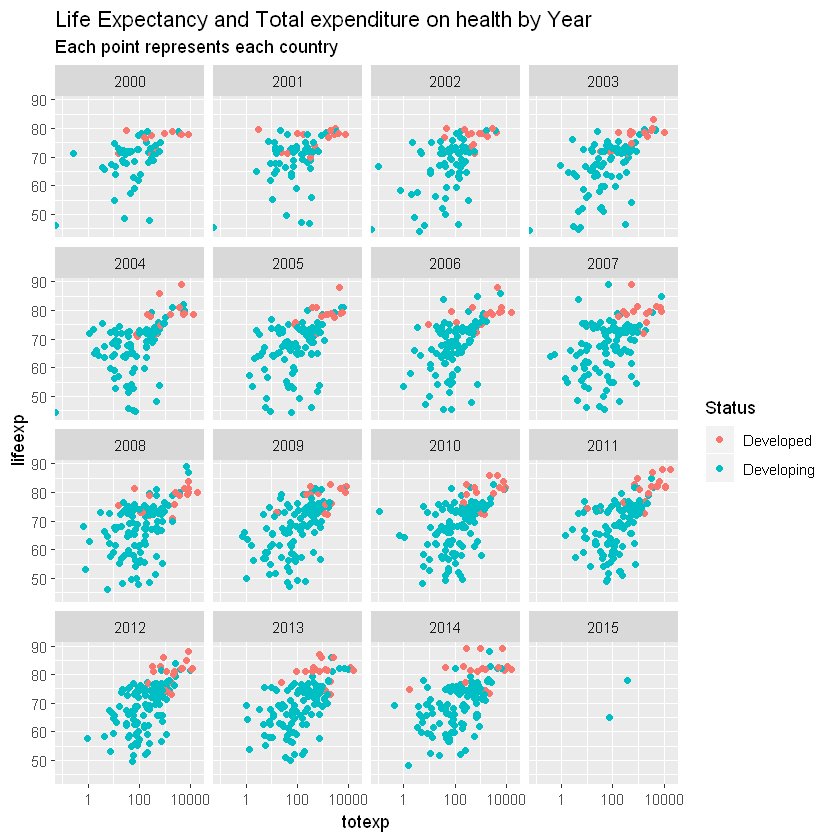 Life Expectancy and Total expenditure on health by Year
Each point represents each country
2000 2001 2002 2003
90
80
70
60
50
2004 2005 2006 2007
90
80
70
60
50
2008 2009 2010 2011
90
80
70
60
50
2012 2013 2014 2015
90
80
70
60
50
1 100 10000 1 100 10000 1 100 10000 1 100 10000
totexp
lifeexp
Status
Developed
Developing